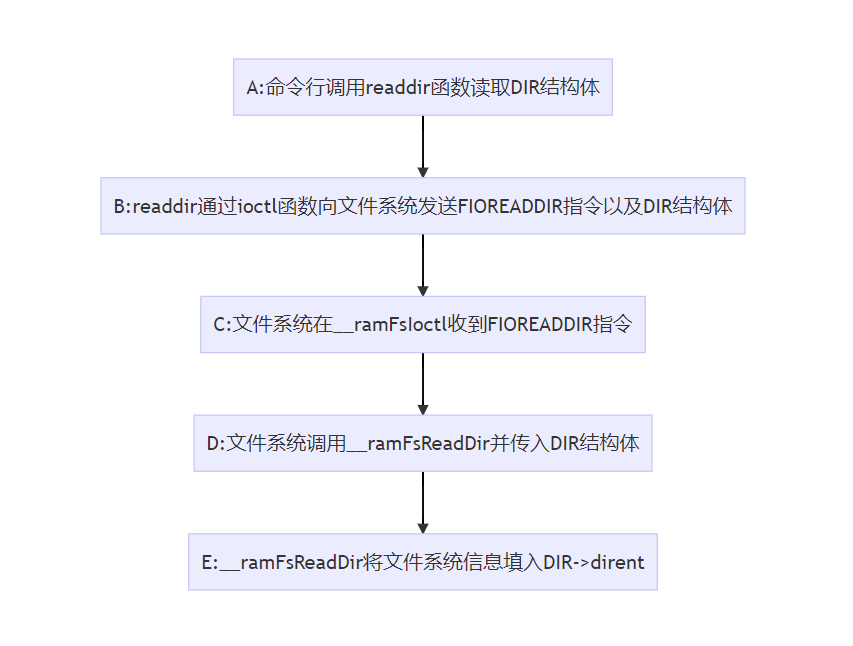 A:命令行调用readdir函数读取DIR结构体
B:readdir通过ioctl函数向文件系统发送FIOREADDIR指令以及DIR结构体
C:文件系统在__ramFsIoctl收到FIOREADDIR指令
D:文件系统调用__ramFsReadDir并传入DIR结构体
E:__ramFsReadDir将文件系统信息填入DIR->dirent